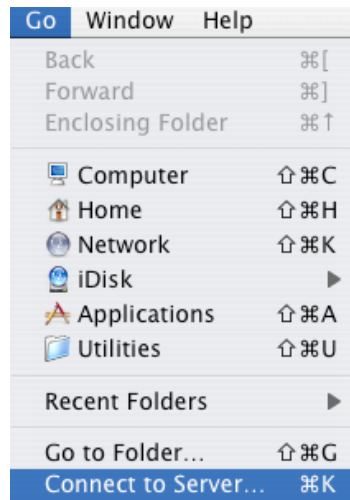 Go Window Help
Back ⌘[
Forward ⌘]
Enclosing Folder ⌘↑
Computer ⇧⌘C
Home ⇧⌘H
Network ⇧⌘K
iDisk ▶
Applications ⇧⌘A
Utilities ⇧⌘U
Recent Folders ▶
Go to Folder... ⇧⌘G
Connect to Server... ⌘K